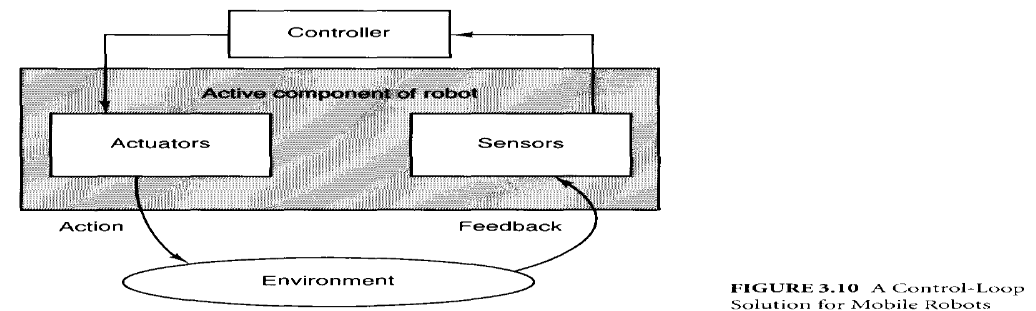 Controller
Active component of robot
Actuators
Sensors
Action
Feedback
Environment
FIGURE 3.10 A Control-Loop
Solution for Mobile Robots